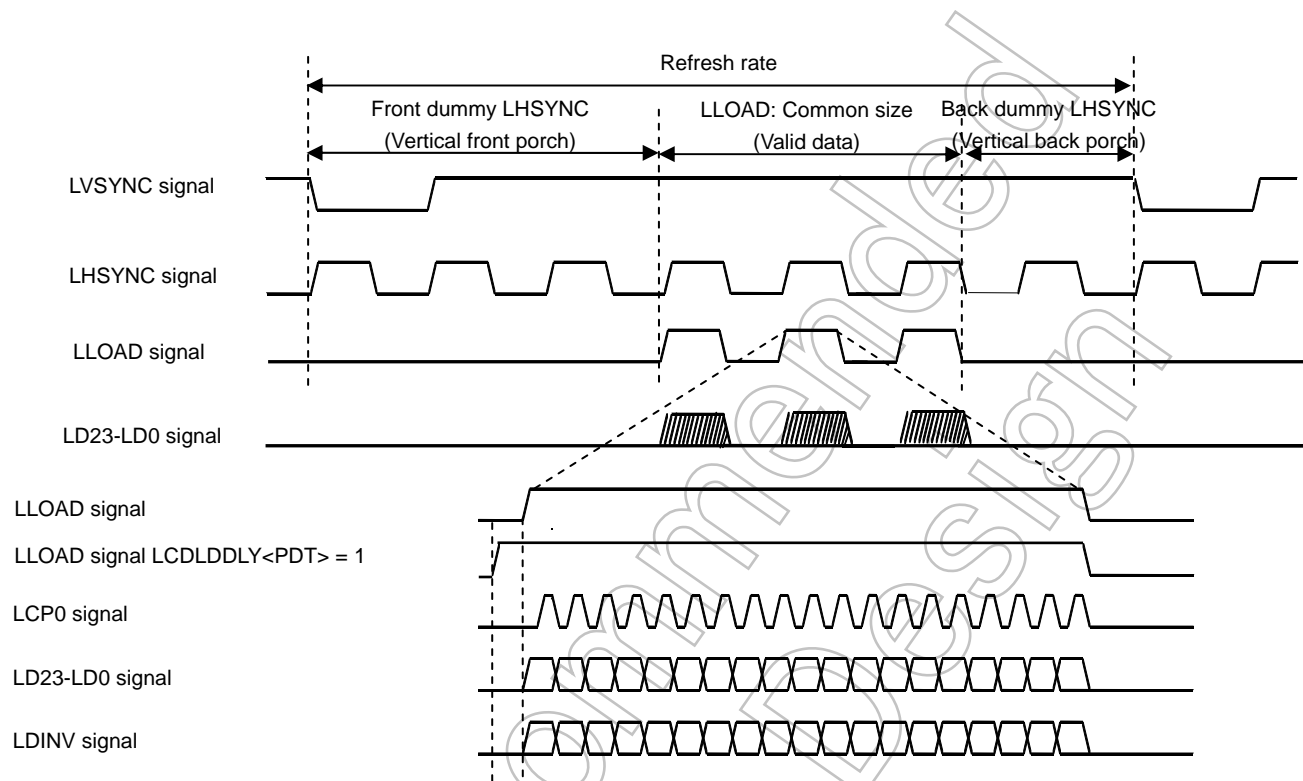 Refresh rate
Front dummy LHSYNC
(Vertical front porch)
LLOAD: Common size
(Valid data)
Back dummy LHSYNC
(Vertical back porch)
LVSYNC signal
LHSYNC signal
LLOAD signal
LD23-LD0 signal
LLOAD signal
LLOAD signal LCDLDDLY<PDT> = 1
LCP0 signal
LD23-LD0 signal
LDINV signal
ommended
Design